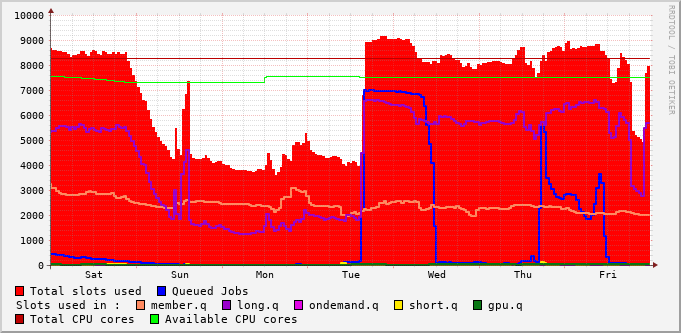 10000
9000
8000
7000
6000
5000
4000
3000
2000
1000
0
Sat Sun Mon Tue Wed Thu Fri
RRDTOOL / TOBI OETIKER
Total slots used Queued Jobs
Slots used in : member.q long.q ondemand.q short.q gpu.q
Total CPU cores Available CPU cores